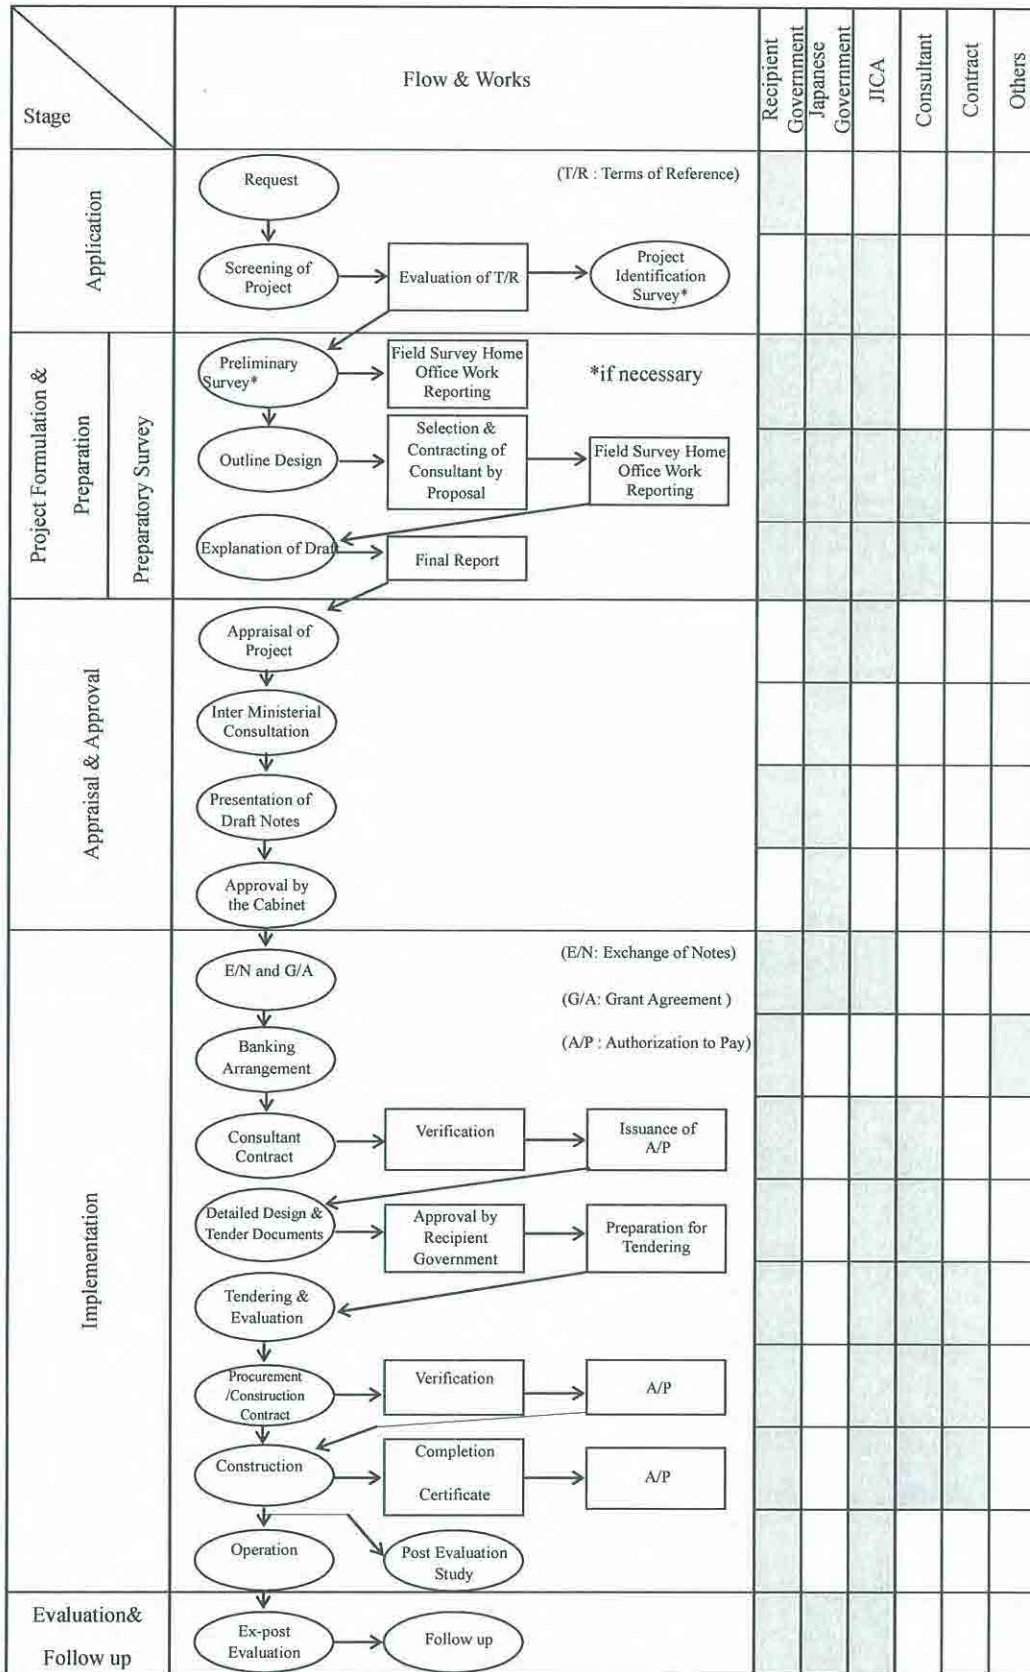 Stage
Flow & Works
Recipient
Government
Japanese
Government
JICA
Consultant
Contract
Others
Application
Request
(T/R : Terms of Reference)
Screening of
Project
Evaluation of T/R
Project
Identification
Survey*
Project Formulation &
Preparation
Preparatory Survey
Preliminary
Survey*
Field Survey Home
Office Work
Reporting
*if necessary
Outline Design
Selection &
Contracting of
Consultant by
Proposal
Field Survey Home
Office Work
Reporting
Explanation of Draft
Final Report
Appraisal & Approval
Appraisal of
Project
Inter Ministerial
Consultation
Presentation of
Draft Notes
Approval by
the Cabinet
Implementation
E/N and G/A
(E/N: Exchange of Notes)
(G/A: Grant Agreement )
(A/P : Authorization to Pay)
Banking
Arrangement
Consultant
Contract
Verification
Issuance of
A/P
Detailed Design &
Tender Documents
Approval by
Recipient
Government
Preparation for
Tendering
Tendering &
Evaluation
Procurement
/Construction
Contract
Verification
A/P
Construction
Completion
Certificate
A/P
Operation
Post Evaluation
Study
Evaluation&
Follow up
Ex-post
Evaluation
Follow up